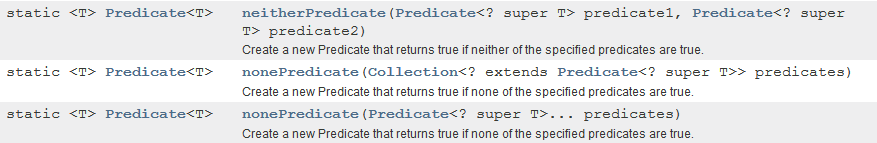 static <T> Predicate<T> neitherPredicate(Predicate<? super T> predicate1, Predicate<? super
T> predicate2)
Create a new Predicate that returns true if neither of the specified predicates are true.
static <T> Predicate<T> nonePredicate(Collection<? extends Predicate<? super T>> predicates)
Create a new Predicate that returns true if none of the specified predicates are true.
static <T> Predicate<T> nonePredicate(Predicate<? super T>... predicates)
Create a new Predicate that returns true if none of the specified predicates are true.